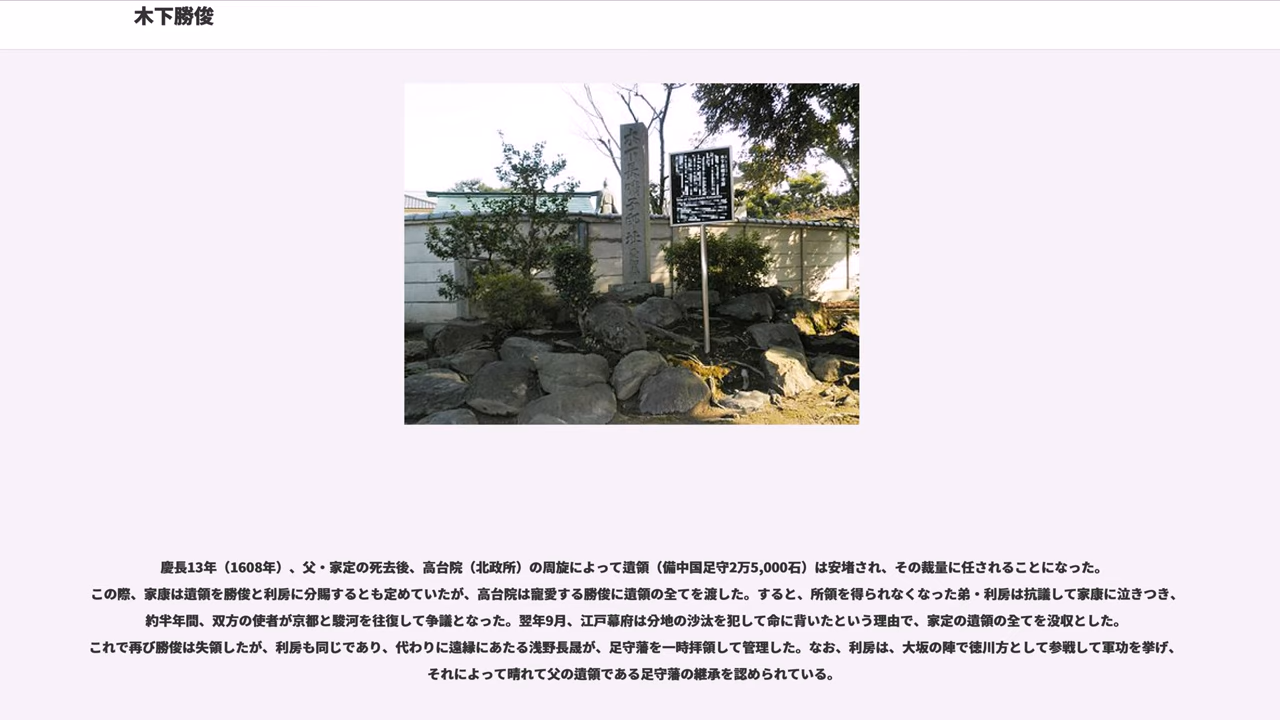 木下勝俊
木下長嘯子邸址之墓
慶長13年（1608年）、父・家定の死去後、高台院（北政所）の周旋によって遺領（備中国足守2万5,000石）は安堵され、その裁量に任されることになった。
この際、家康は遺領を勝俊と利房に分賜するとも定めていたが、高台院は寵愛する勝俊に遺領の全てを渡した。すると、所領を得られなくなった弟・利房は抗議して家康に泣きつき、
約半年間、双方の使者が京都と駿河を往復して争議となった。翌年9月、江戸幕府は分地の沙汰を犯して命に背いたという理由で、家定の遺領の全てを没収とした。
これで再び勝俊は失領したが、利房も同じであり、代わりに遠縁にあたる浅野長晟が、足守藩を一時拝領して管理した。なお、利房は、大坂の陣で徳川方として参戦して軍功を挙げ、
それによって晴れて父の遺領である足守藩の継承を認められている。